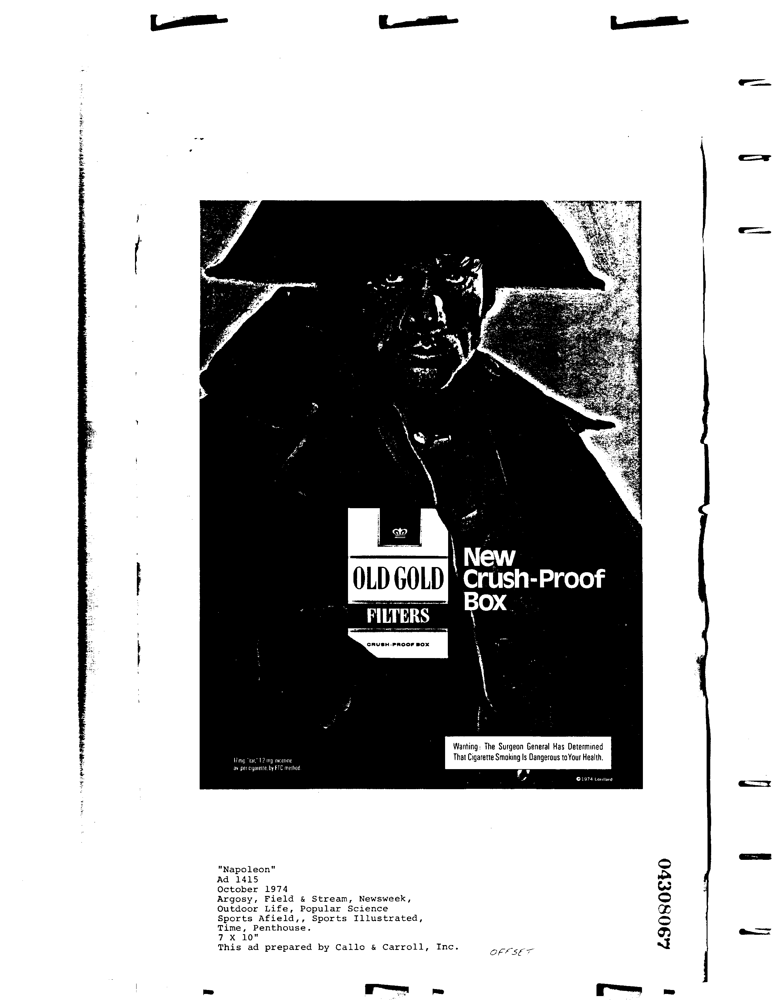 OLD GOLD
FILTERS
CRUSH-PROOF BOX
New
Crush-Proof
Box
Warning: The Surgeon General Has Determined
That Cigarette Smoking Is Dangerous to Your Health.
mg "tar," 1.2 mg nicotine
av. per cigarette by FTC method
©1974 Lorillard
"Napoleon"
Ad 1415
October 1974
Argosy, Field & Stream, Newsweek,
Outdoor Life, Popular Science
Sports Afield,, Sports Illustrated,
Time, Penthouse.
7 X 10"
This ad prepared by Callo & Carroll, Inc.
OFFSET
04308067